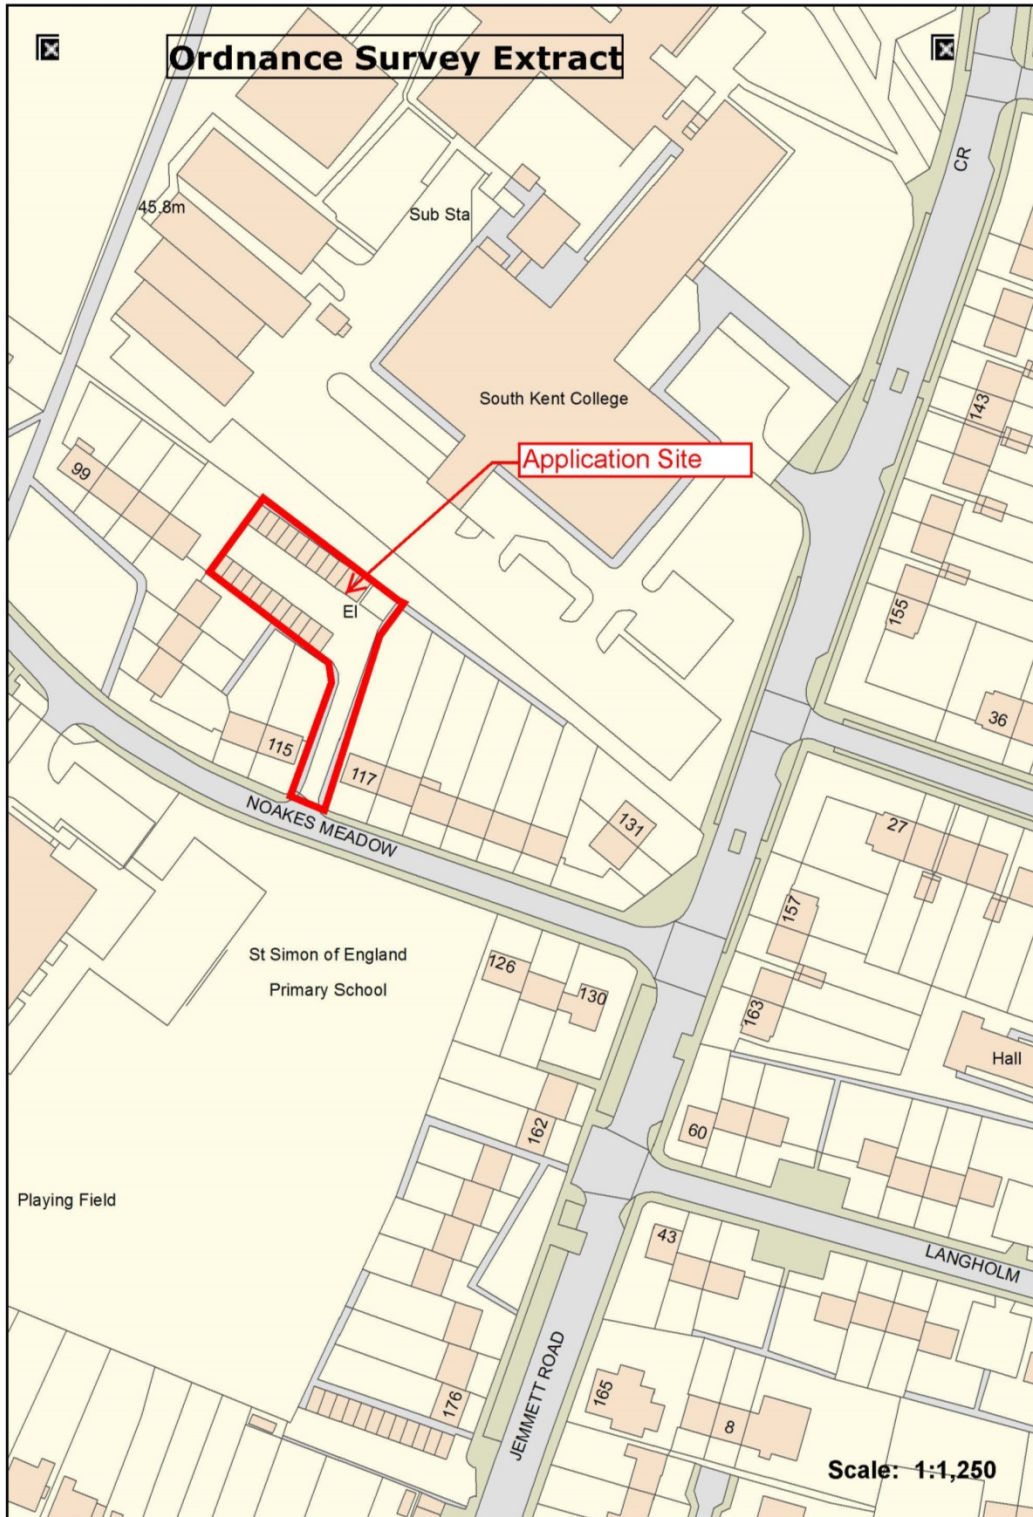 Ordnance Survey Extract
CR
45.8m
Sub Sta
South Kent College
143
Application Site
99
El
155
36
115
117
NOAKES MEADOW
131
27
157
St Simon of England
Primary School
126
130
163
Hall
162
60
Playing Field
43
LANGHOLM
JEMMETT ROAD
165
176
8
Scale: 1:1,250